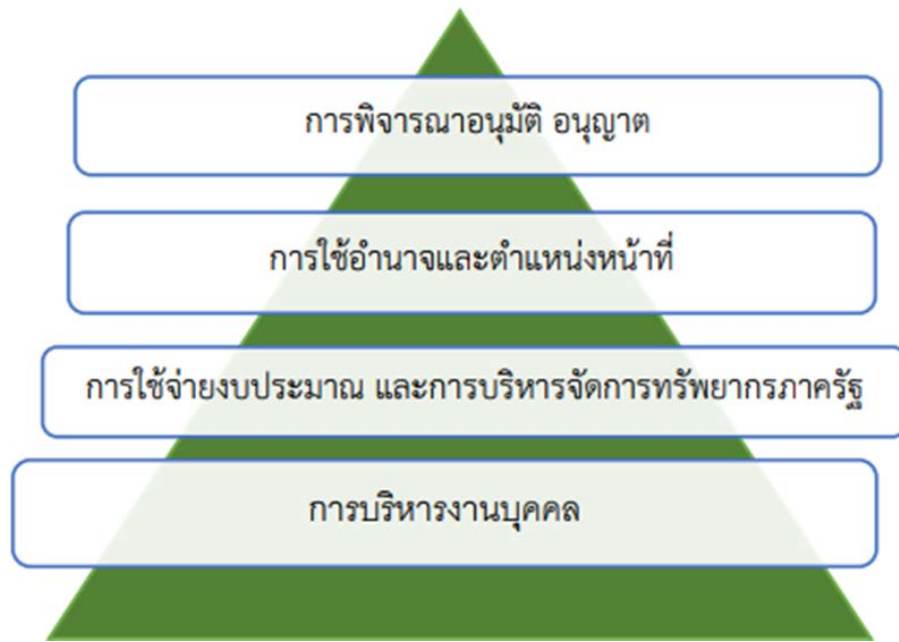 การพิจารณาอนุมัติ อนุญาต
การใช้อำนาจและตำแหน่งหน้าที่
การใช้จ่ายงบประมาณ และการบริหารจัดการทรัพยากรภาครัฐ
การบริหารงานบุคคล